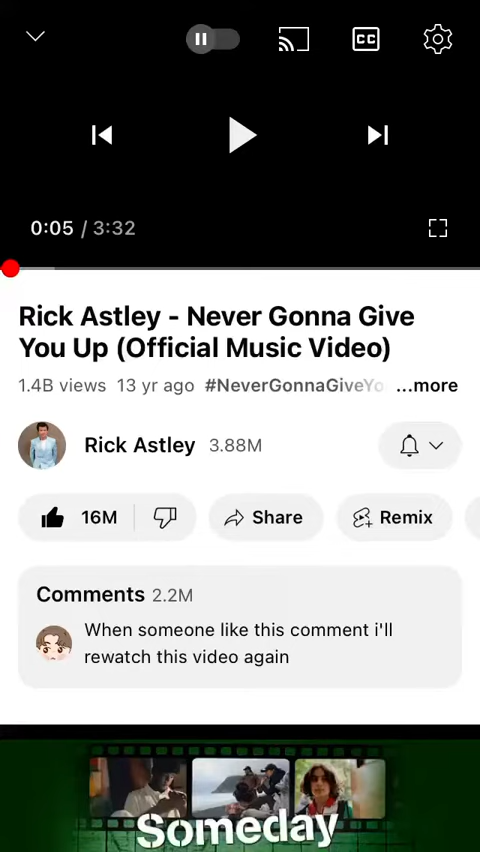 CC
0:05 / 3:32
Rick Astley - Never Gonna Give
You Up (Official Music Video)
1.4B views 13 yr ago #NeverGonnaGiveYo ...more
Rick Astley 3.88M
16M Share Remix
Comments 2.2M
When someone like this comment i'll
rewatch this video again
Someday